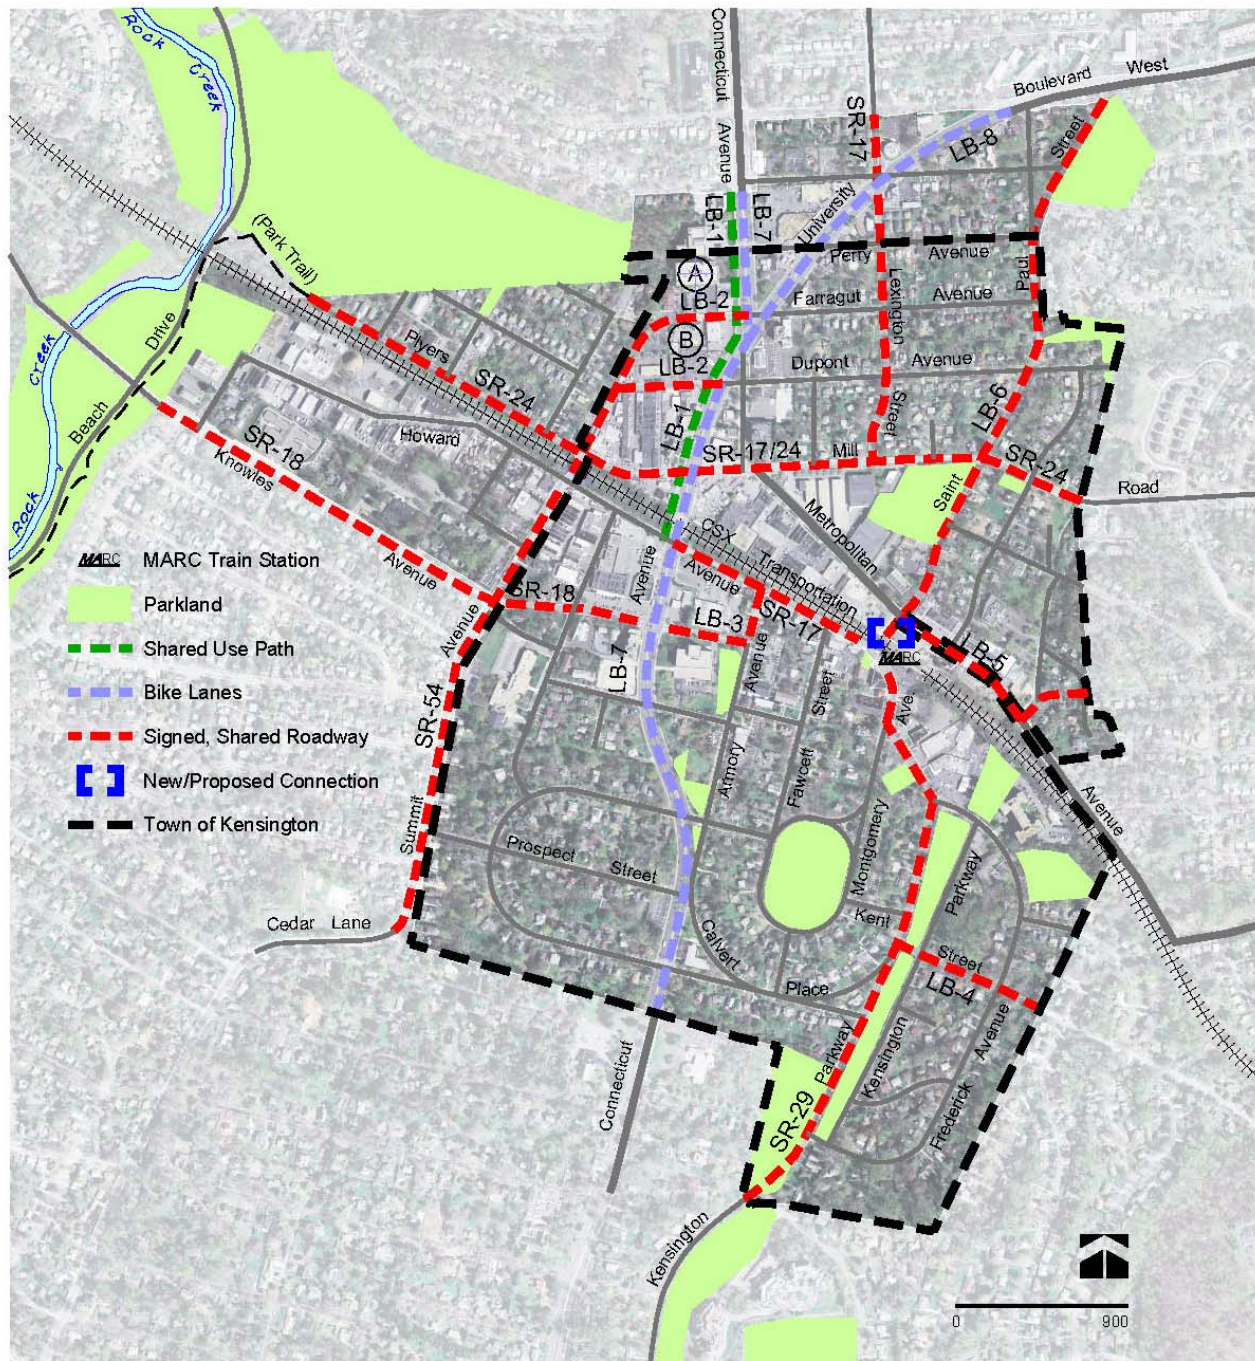 Rock
Creek
Connecticut
Avenue
Boulevard West
SR-17
LB-8
Street
LB-1
LB-7
University
(Park Trail)
Perry Avenue
Paul
A
LB-2
Farragut Avenue
Lexington
Drive
Plyers
B
LB-2
Dupont Avenue
Creek
SR-24
Street
LB-6
Beach
Howard
LB-1
SR-17/24 Mill
SR-18
Knowles
SR-24
Road
Saint
Metropolitan
Rock
CSX
Transportation
MARC MARC Train Station
Avenue
Avenue
Avenue
SR-18
LB-3
SR-17
Parkland
Avenue
Avenue
MARC
LB-5
Shared Use Path
LB-7
Street
Ave.
Bike Lanes
SR-54
Signed, Shared Roadway
Armory
Fawcett
New/Proposed Connection
Summit
Montgomery
Avenue
Town of Kensington
Prospect Street
Parkway
Cedar Lane
Kent
Street
Calvert
Place
LB-4
Connecticut
Parkway
Kensington
Avenue
SR-29
Frederick
Kensington
0 900